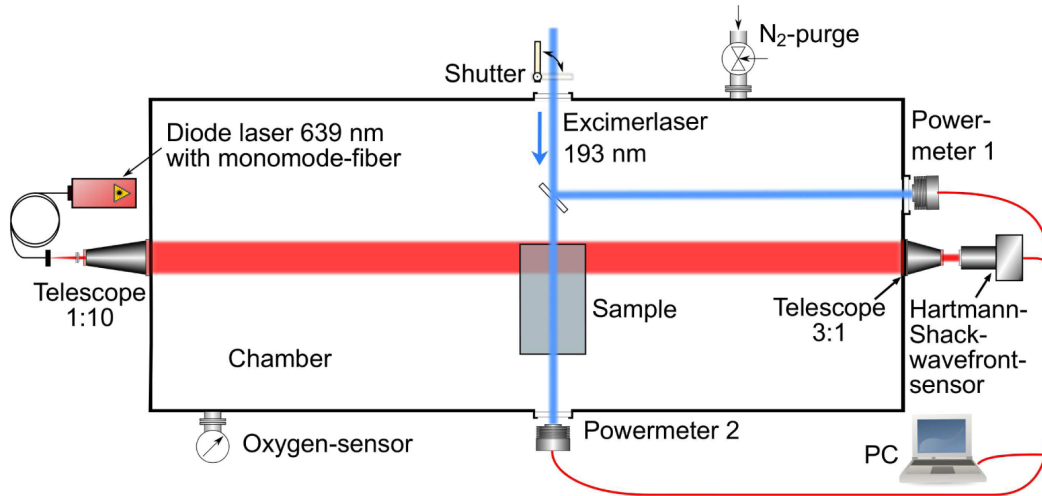 N₂-purge
Shutter
Diode laser 639 nm
with monomode-fiber
Excimerlaser
193 nm
Power-
meter 1
Telescope
1:10
Sample
Telescope
3:1
Hartmann-
Shack-
wavefront-
sensor
Chamber
Oxygen-sensor
Powermeter 2
PC